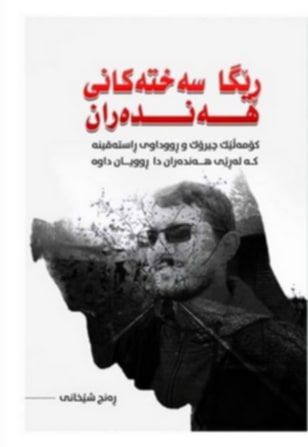 ڕێگا سەختەکانی
هەندەران
کۆمەڵێک چیرۆک و ڕووداوی ڕاستەقینە
کە لەڕێی هەندەران دا ڕوویان داوە
ڕەنج شێخانی